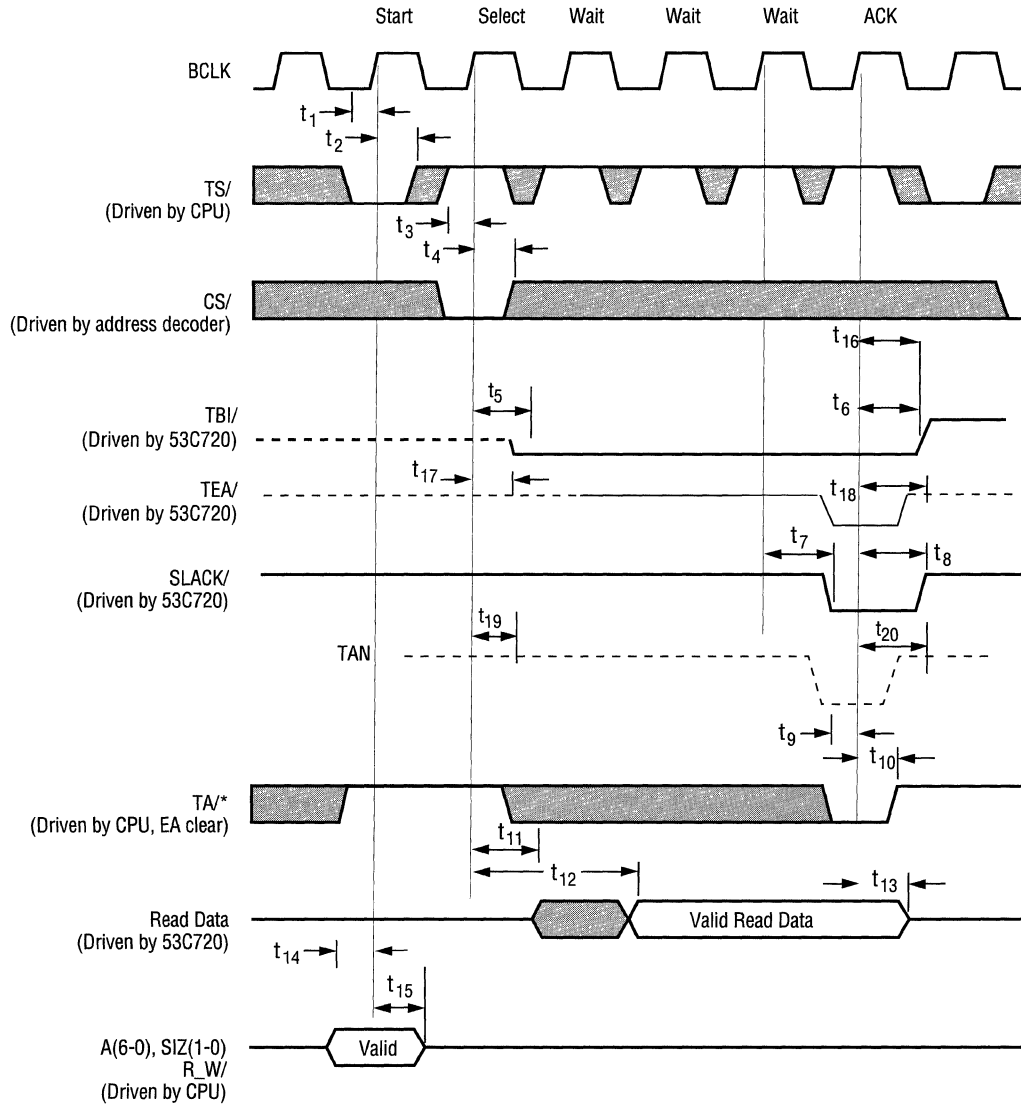 Start Select Wait Wait Wait ACK
BCLK
t1
t2
TS/
(Driven by CPU)
t3
t4
CS/
(Driven by address decoder)
t16
t5
t6
TBI/
(Driven by 53C720)
t17
TEA/
(Driven by 53C720)
t18
t7
t8
SLACK/
(Driven by 53C720)
t19
t20
TAN
t9
t10
TA/*
(Driven by CPU, EA clear)
t11
t12
t13
Read Data
(Driven by 53C720)
Valid Read Data
t14
t15
A(6-0), SIZ(1-0)
R_W/
(Driven by CPU)
Valid